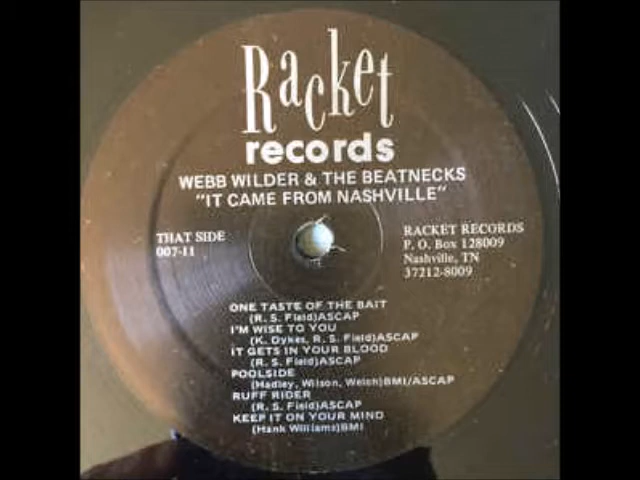 Racket
records
WEBB WILDER & THE BEATNECKS
"IT CAME FROM NASHVILLE"
THAT SIDE
007-11
RACKET RECORDS
P. O. Box 128009
Nashville, TN
37212-8009
ONE TASTE OF THE BAIT
(R. S. Field)ASCAP
I'M WISE TO YOU
(K. Dykes, R. S. Field)ASCAP
IT GETS IN YOUR BLOOD
(R. S. Field)ASCAP
POOLSIDE
(Hadley, Wilson, Welch)BMI/ASCAP
RUFF RIDER
(R. S. Field)ASCAP
KEEP IT ON YOUR MIND
(Hank Williams)BMI